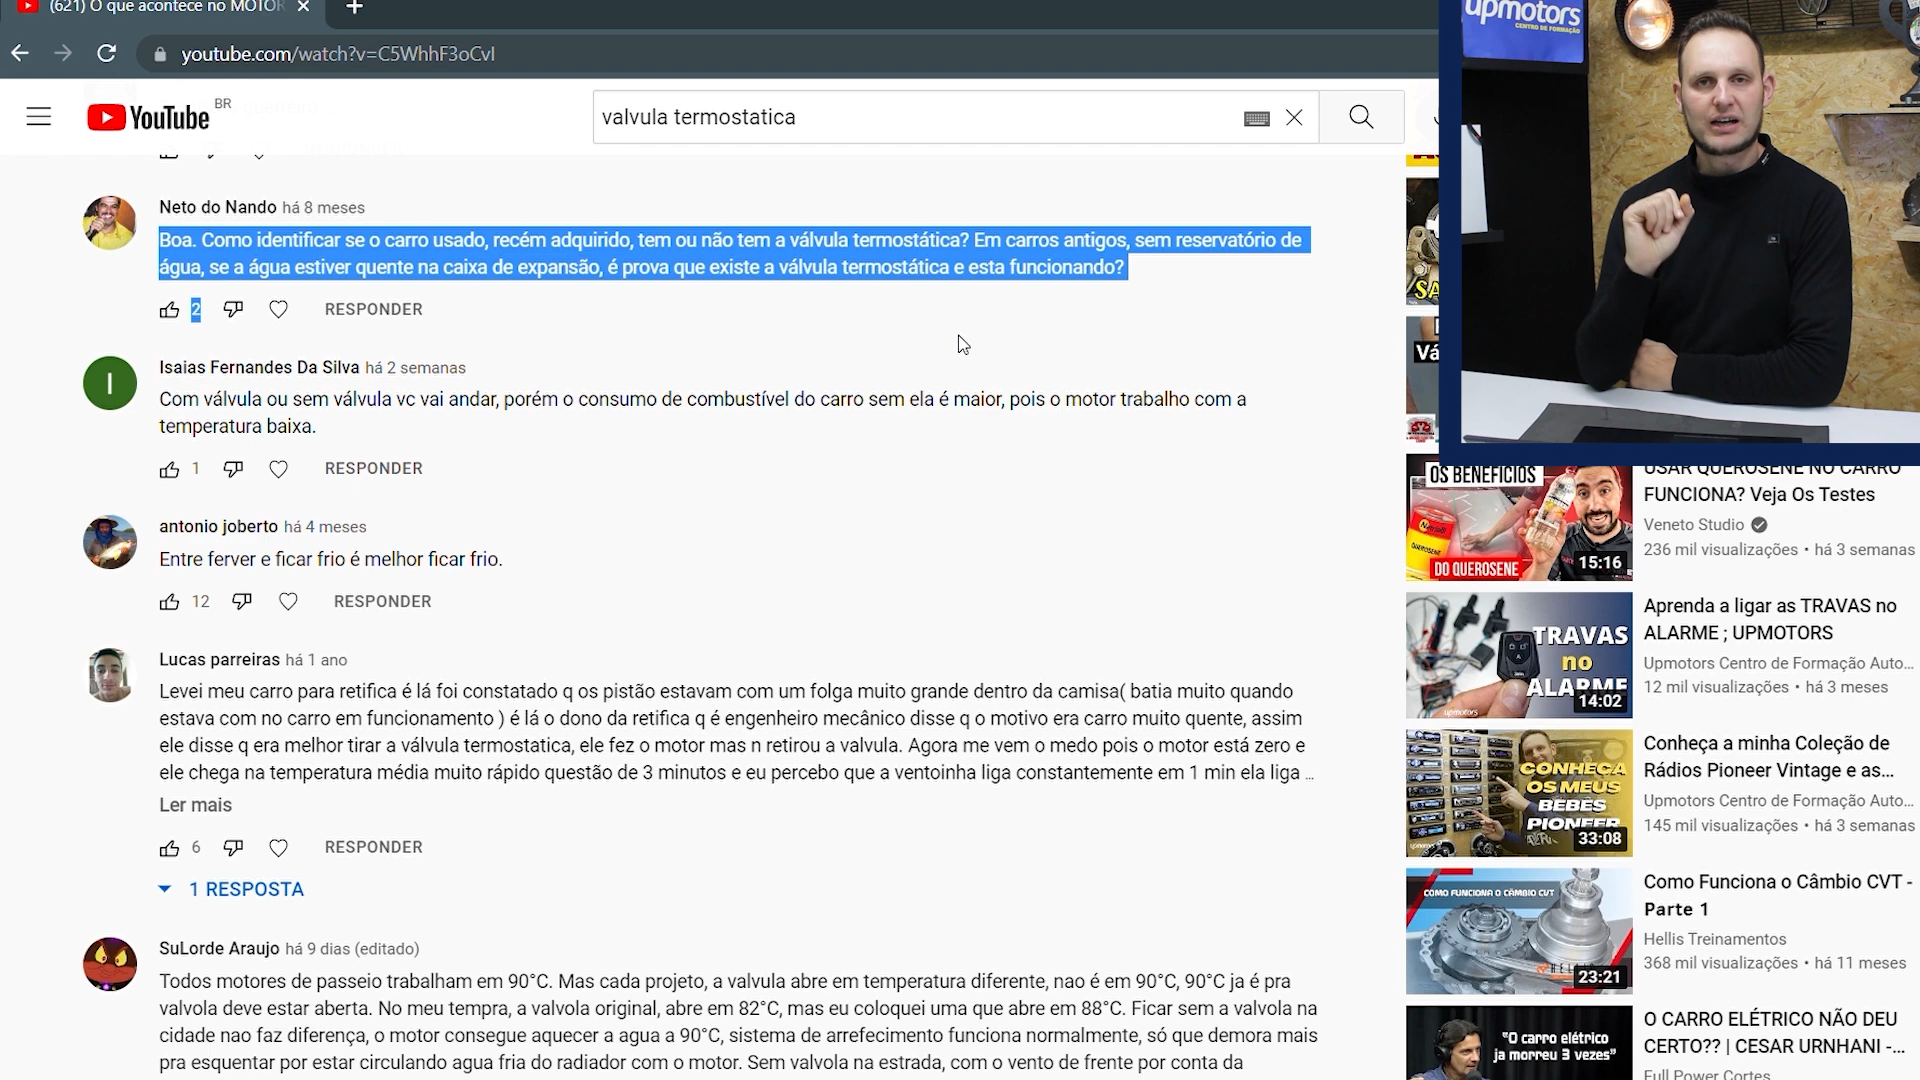 (621) O que acontece no MOTOR
youtube.com/watch?v=C5WhhF3oCvI
YouTube
BR
valvula termostatica
upmotors
CENTRO DE FORMAÇÃO
Neto do Nando há 8 meses
Boa. Como identificar se o carro usado, recém adquirido, tem ou não tem a válvula termostática? Em carros antigos, sem reservatório de
água, se a água estiver quente na caixa de expansão, é prova que existe a válvula termostática e esta funcionando?
2
RESPONDER
I
Isaias Fernandes Da Silva há 2 semanas
Com válvula ou sem válvula vc vai andar, porém o consumo de combustível do carro sem ela é maior, pois o motor trabalho com a
temperatura baixa.
1
RESPONDER
antonio joberto há 4 meses
Entre ferver e ficar frio é melhor ficar frio.
12
RESPONDER
Lucas parreiras há 1 ano
Levei meu carro para retifica é lá foi constatado q os pistão estavam com um folga muito grande dentro da camisa( batia muito quando
estava com no carro em funcionamento ) é lá o dono da retifica q é engenheiro mecânico disse q o motivo era carro muito quente, assim
ele disse q era melhor tirar a válvula termostatica, ele fez o motor mas n retirou a valvula. Agora me vem o medo pois o motor está zero e
ele chega na temperatura média muito rápido questão de 3 minutos e eu percebo que a ventoinha liga constantemente em 1 min ela liga ...
Ler mais
6
RESPONDER
1 RESPOSTA
SuLorde Araujo há 9 dias (editado)
Todos motores de passeio trabalham em 90°C. Mas cada projeto, a valvula abre em temperatura diferente, nao é em 90°C, 90°C ja é pra
valvola deve estar aberta. No meu tempra, a valvola original, abre em 82°C, mas eu coloquei uma que abre em 88°C. Ficar sem a valvola na
cidade nao faz diferença, o motor consegue aquecer a agua a 90°C, sistema de arrefecimento funciona normalmente, só que demora mais
pra esquentar por estar circulando agua fria do radiador com o motor. Sem valvola na estrada, com o vento de frente por conta da
SA
Vá
OS BENEFÍCIOS
QUEROSENE
DO QUEROSENE
15:16
USAR QUEROSENE NO CARRO
FUNCIONA? Veja Os Testes
Veneto Studio
236 mil visualizações • há 3 semanas
TRAVAS
no
ALARME
upmotors
14:02
Aprenda a ligar as TRAVAS no
ALARME ; UPMOTORS
Upmotors Centro de Formação Auto...
12 mil visualizações • há 3 meses
CONHEÇA
OS MEUS
BEBÊS
PIONEER
upmotors
33:08
Conheça a minha Coleção de
Rádios Pioneer Vintage e as...
Upmotors Centro de Formação Auto...
145 mil visualizações • há 3 semanas
COMO FUNCIONA O CÂMBIO CVT
23:21
Como Funciona o Câmbio CVT -
Parte 1
Hellis Treinamentos
368 mil visualizações • há 11 meses
"O carro elétrico
ja morreu 3 vezes"
O CARRO ELÉTRICO NÃO DEU
CERTO?? | CESAR URNHANI -...
Full Power Cortes